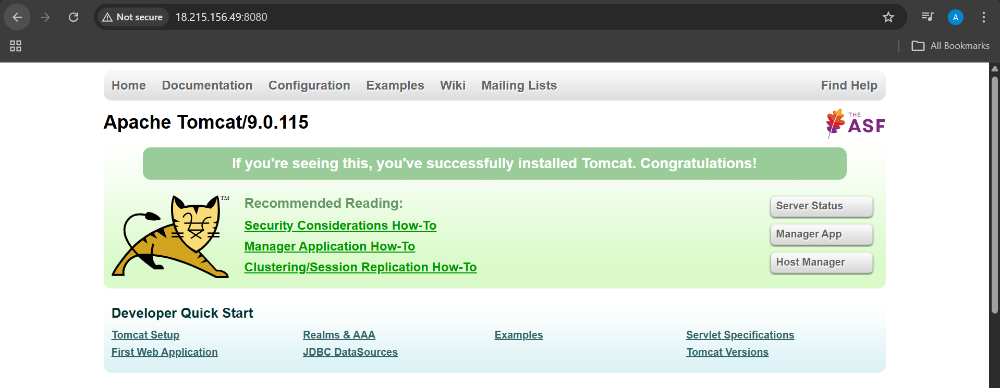 Not secure 18.215.156.49:8080 A
All Bookmarks
Home Documentation Configuration Examples Wiki Mailing Lists Find Help
Apache Tomcat/9.0.115
THE
ASF
If you're seeing this, you've successfully installed Tomcat. Congratulations!
TM
Recommended Reading:
Security Considerations How-To
Manager Application How-To
Clustering/Session Replication How-To
Server Status
Manager App
Host Manager
Developer Quick Start
Tomcat Setup Realms & AAA Examples Servlet Specifications
First Web Application JDBC DataSources Tomcat Versions